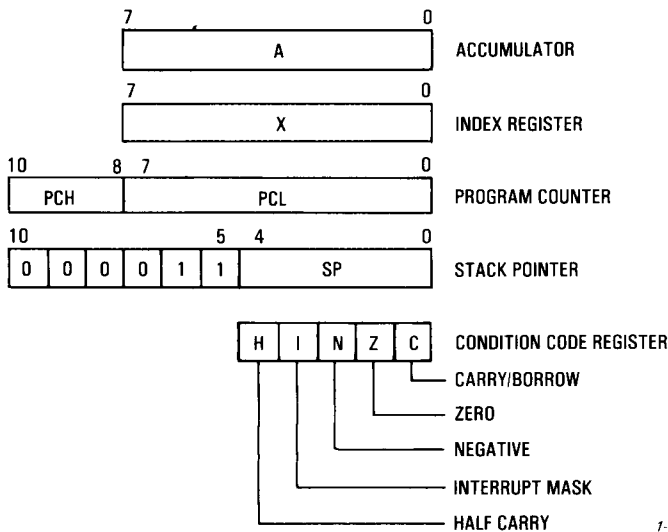 7 0
A ACCUMULATOR
7 0
X INDEX REGISTER
10 8 7 0
PCH PCL PROGRAM COUNTER
10 5 4 0
0 0 0 0 1 1 SP STACK POINTER
H I N Z C CONDITION CODE REGISTER
CARRY/BORROW
ZERO
NEGATIVE
INTERRUPT MASK
HALF CARRY
1-